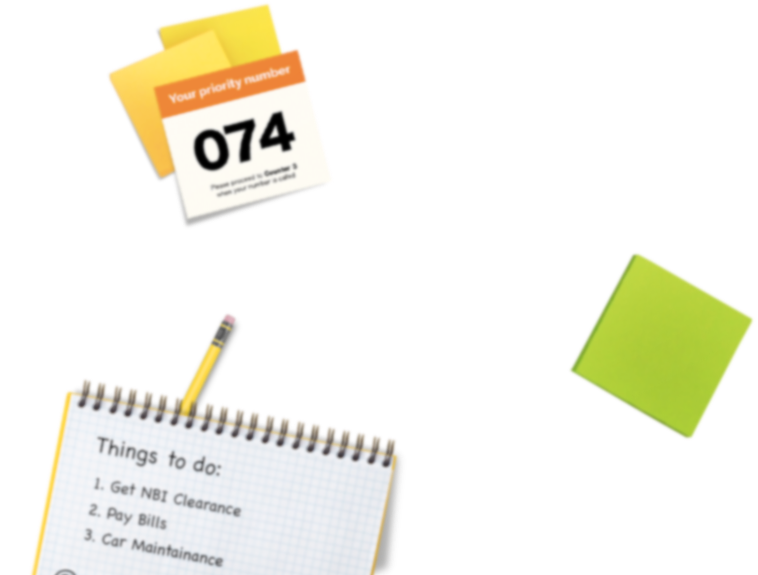 Your priority number
074
Please proceed to Counter 3
when your number is called
Things to do:
1. Get NBI Clearance
2. Pay Bills
3. Car Maintainance